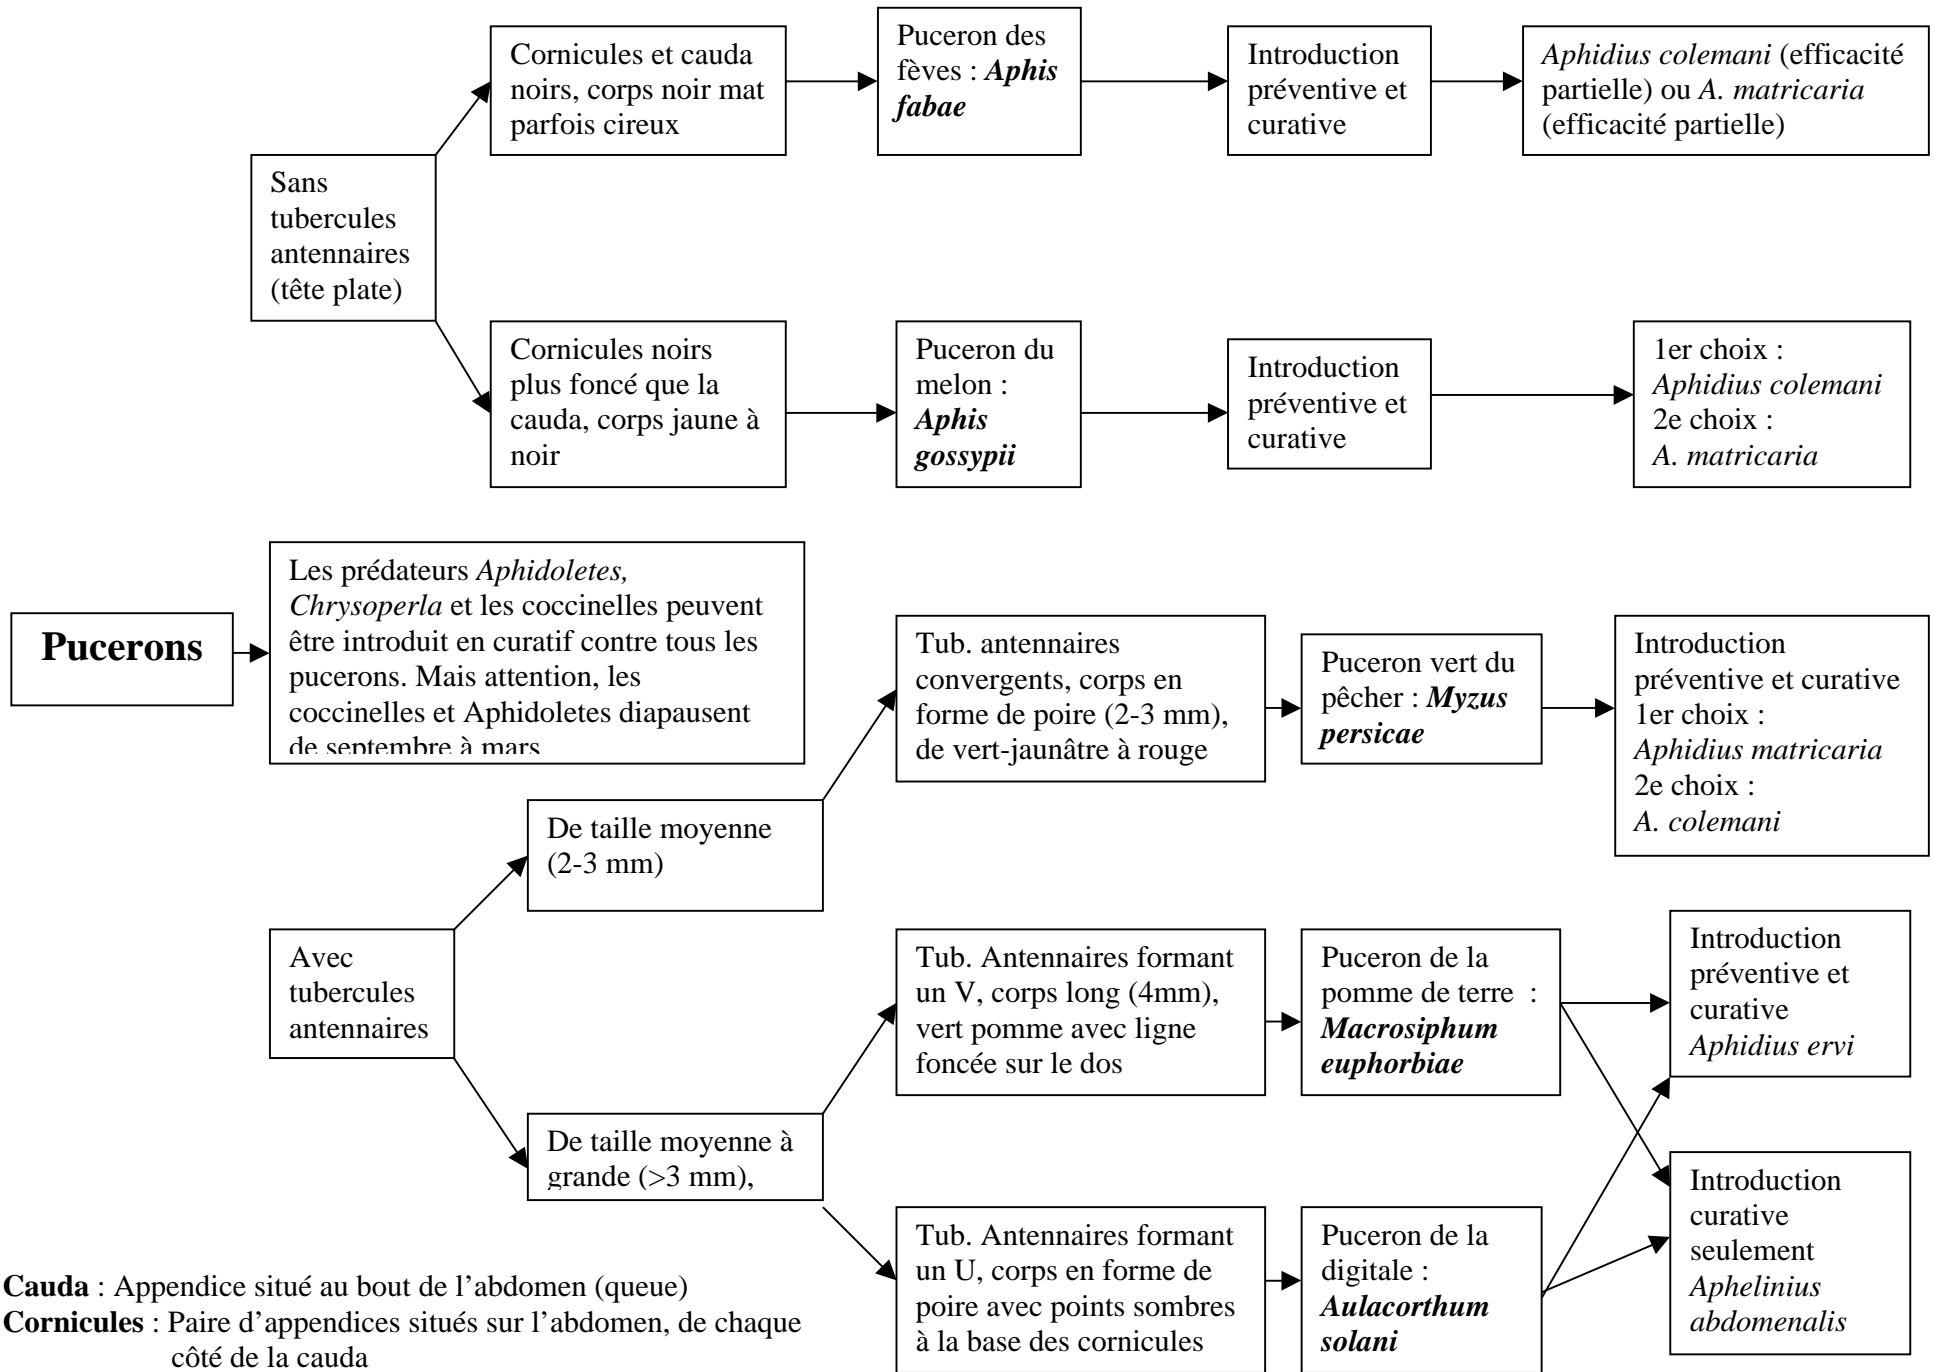 Cornicules et cauda
noirs, corps noir mat
parfois cireux
Puceron des
fèves : Aphis
fabae
Introduction
préventive et
curative
Aphidius colemani (efficacité
partielle) ou A. matricaria
(efficacité partielle)
Sans
tubercules
antennaires
(tête plate)
Cornicules noirs
plus foncé que la
cauda, corps jaune à
noir
Puceron du
melon :
Aphis
gossypii
Introduction
préventive et
curative
1er choix :
Aphidius colemani
2e choix :
A. matricaria
Pucerons
Les prédateurs Aphidoletes,
Chrysoperla et les coccinelles peuvent
être introduit en curatif contre tous les
pucerons. Mais attention, les
coccinelles et Aphidoletes diapausent
de septembre à mars
Tub. antennaires
convergents, corps en
forme de poire (2-3 mm),
de vert-jaunâtre à rouge
Puceron vert du
pêcher : Myzus
persicae
Introduction
préventive et curative
1er choix :
Aphidius matricaria
2e choix :
A. colemani
De taille moyenne
(2-3 mm)
Avec
tubercules
antennaires
Tub. Antennaires formant
un V, corps long (4mm),
vert pomme avec ligne
foncée sur le dos
Puceron de la
pomme de terre :
Macrosiphum
euphorbiae
Introduction
préventive et
curative
Aphidius ervi
De taille moyenne à
grande (>3 mm),
Tub. Antennaires formant
un U, corps en forme de
poire avec points sombres
à la base des cornicules
Puceron de la
digitale :
Aulacorthum
solani
Introduction
curative
seulement
Aphelinius
abdomenalis
Cauda : Appendice situé au bout de l’abdomen (queue)
Cornicules : Paire d’appendices situés sur l’abdomen, de chaque
côté de la cauda